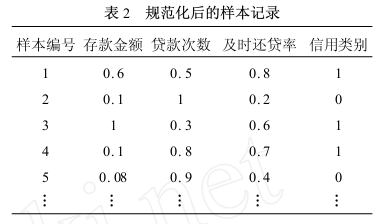 表 2 规范化后的样本记录
样本编号 存款金额 贷款次数 及时还贷率 信用类别
1 0.6 0.5 0.8 1
2 0.1 1 0.2 0
3 1 0.3 0.6 1
4 0.1 0.8 0.7 1
5 0.08 0.9 0.4 0
⋮ ⋮ ⋮ ⋮ ⋮